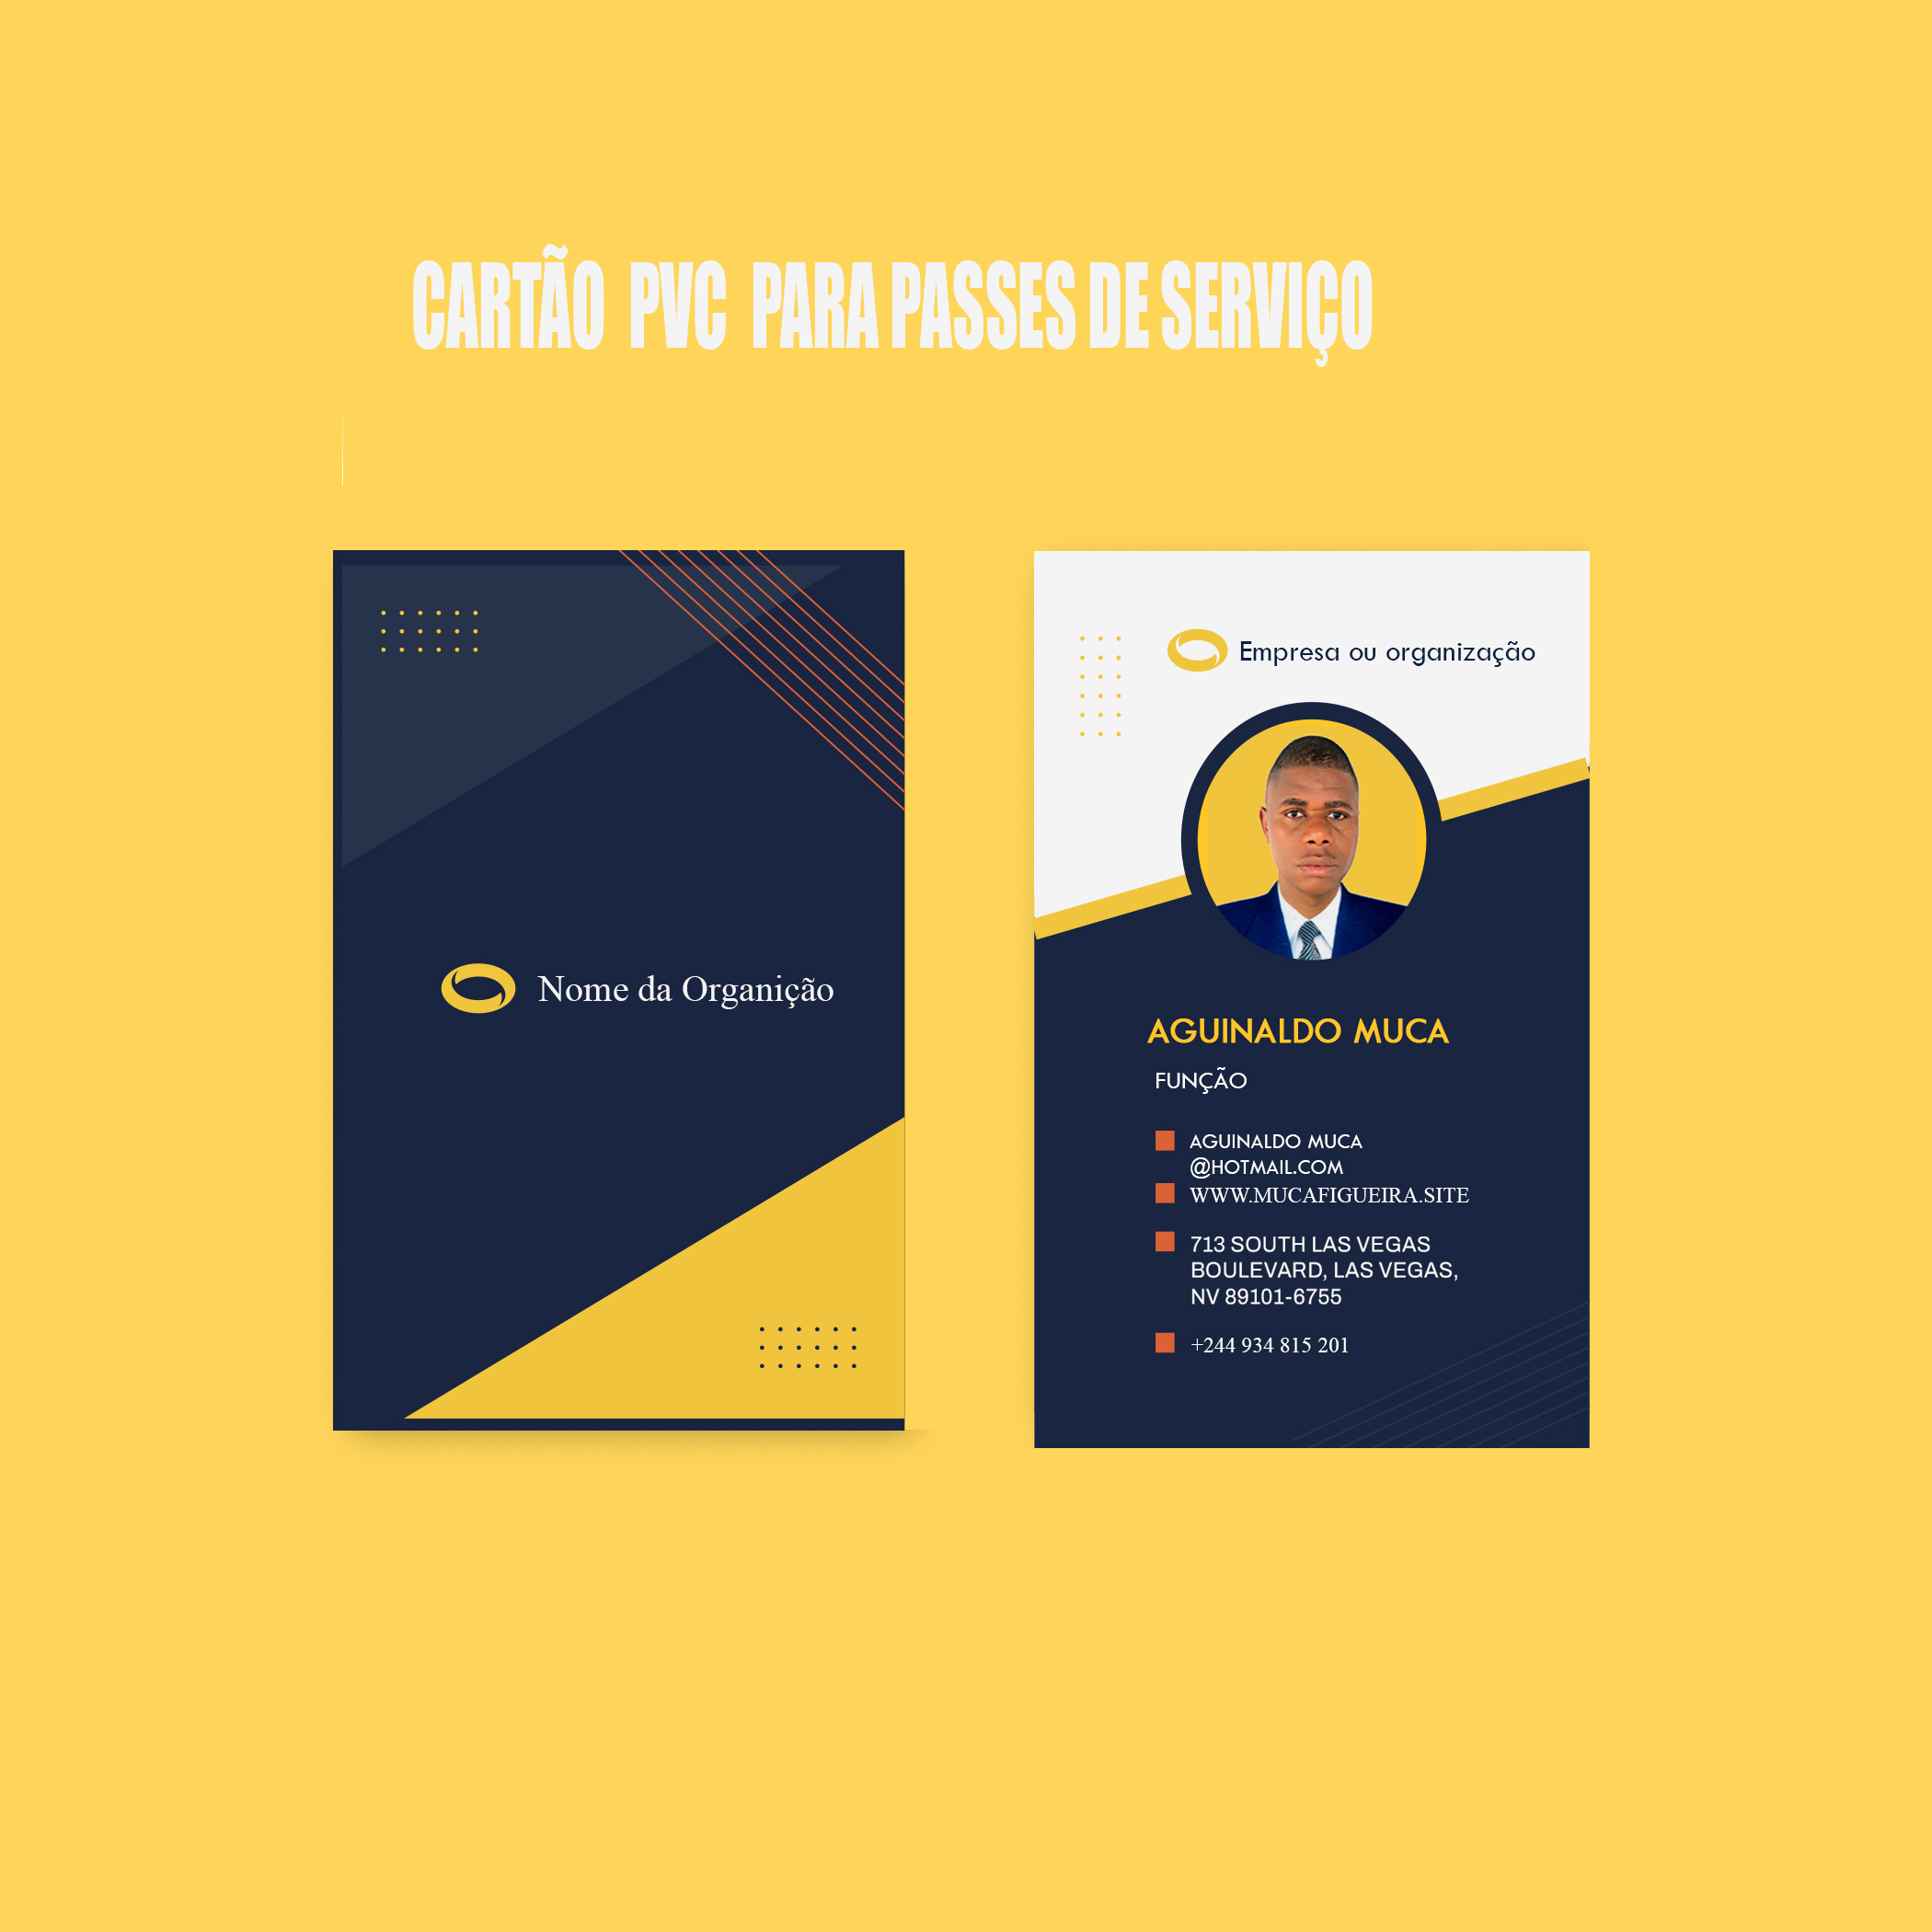 CARTÃO PVC PARA PASSES DE SERVIÇO
Nome da Organição
Empresa ou organização
AGUINALDO MUCA
FUNÇÃO
AGUINALDO MUCA
@HOTMAIL.COM
WWW.MUCAFIGUEIRA.SITE
713 SOUTH LAS VEGAS
BOULEVARD, LAS VEGAS,
NV 89101-6755
+244 934 815 201